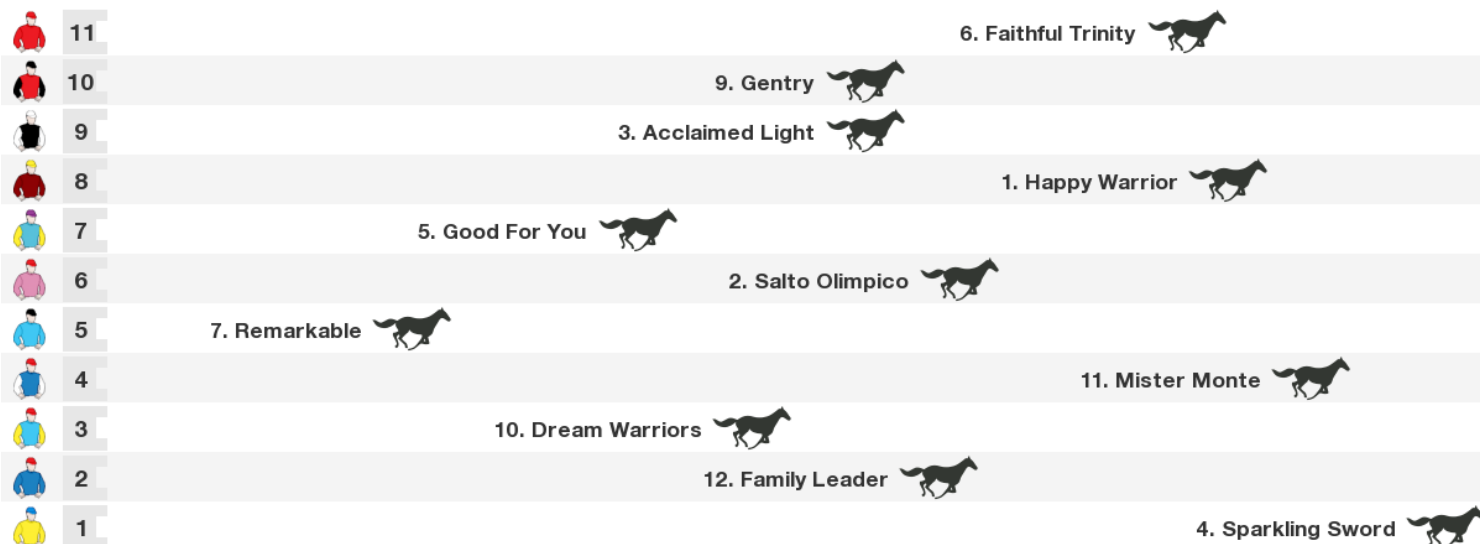 11 6. Faithful Trinity
10 9. Gentry
9 3. Acclaimed Light
8 1. Happy Warrior
7 5. Good For You
6 2. Salto Olimpico
5 7. Remarkable
4 11. Mister Monte
3 10. Dream Warriors
2 12. Family Leader
1 4. Sparkling Sword